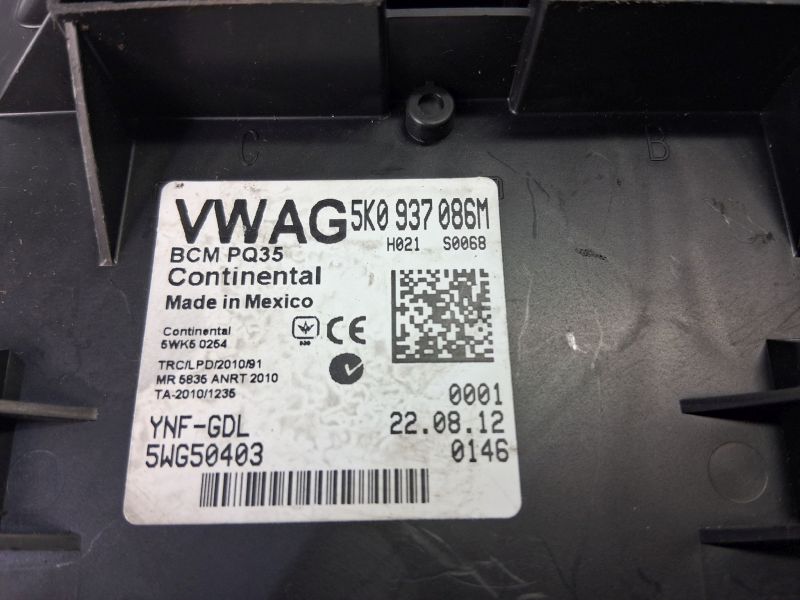 C
B
VWAG 5K0 937 086M
H021 S0068
BCM PQ35
Continental
Made in Mexico
Continental
5WK5 0254
CE
TRC/LPD/2010/91
MR 5835 ANRT 2010
TA-2010/1235
0001
YNF-GDL 22.08.12
5WG50403 0146